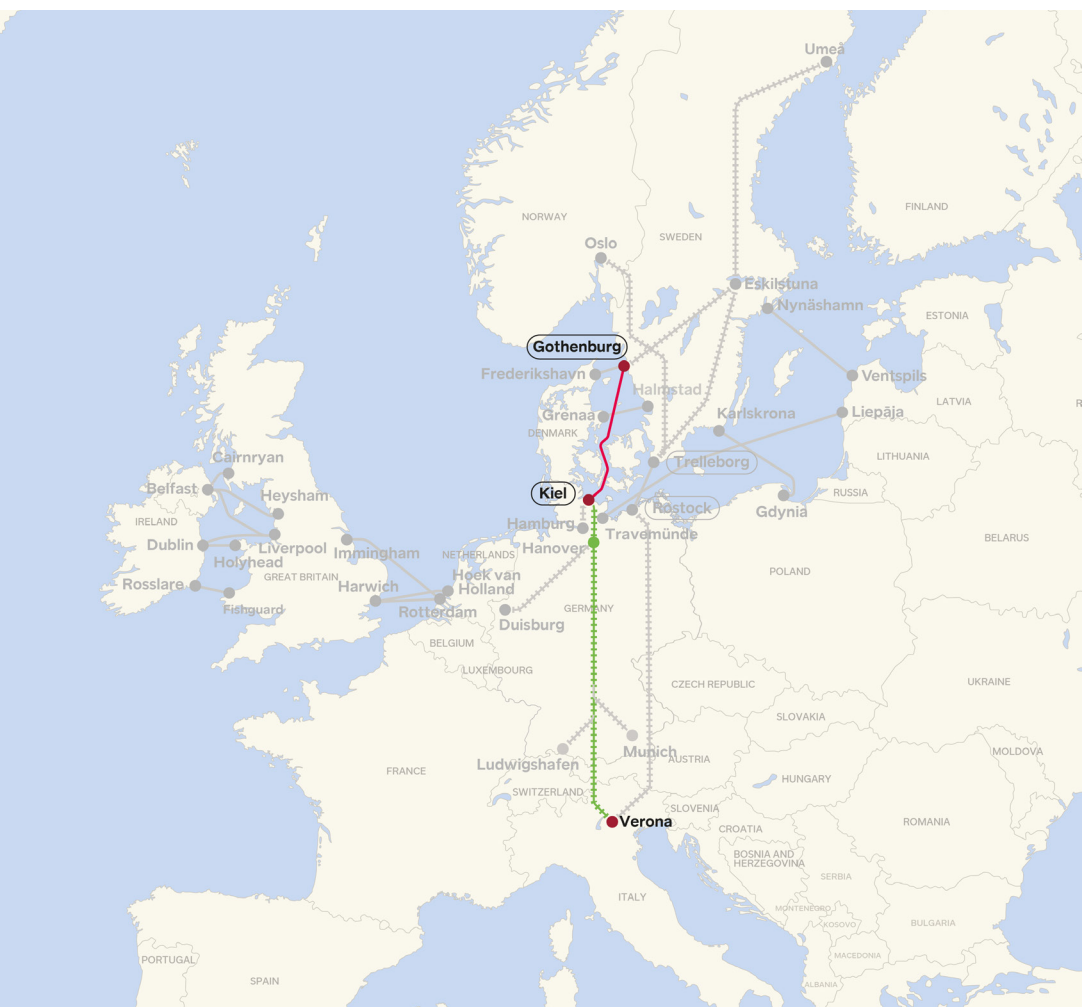 Umeå
FINLAND
NORWAY
SWEDEN
Oslo
Eskilstuna
Nynäshamn
ESTONIA
Gothenburg
Frederikshavn
Ventspils
Halmstad
LATVIA
Grenaa
Karlskrona
Liepāja
DENMARK
Cairnryan
LITHUANIA
Trelleborg
Belfast
Heysham
Kiel
RUSSIA
Rostock
Gdynia
IRELAND
Hamburg
Travemünde
BELARUS
Dublin
Liverpool
Hanover
Immingham
NETHERLANDS
Holyhead
POLAND
GREAT BRITAIN
Hoek van
Holland
Rosslare
Harwich
Fishguard
Rotterdam
GERMANY
Duisburg
BELGIUM
LUXEMBOURG
UKRAINE
CZECH REPUBLIC
SLOVAKIA
Munich
MOLDOVA
AUSTRIA
Ludwigshafen
FRANCE
HUNGARY
SWITZERLAND
SLOVENIA
Verona
ROMANIA
CROATIA
BOSNIA AND
HERZEGOVINA
SERBIA
ITALY
MONTENEGRO
KOSOVO
BULGARIA
MACEDONIA
PORTUGAL
SPAIN
ALBANIA
R